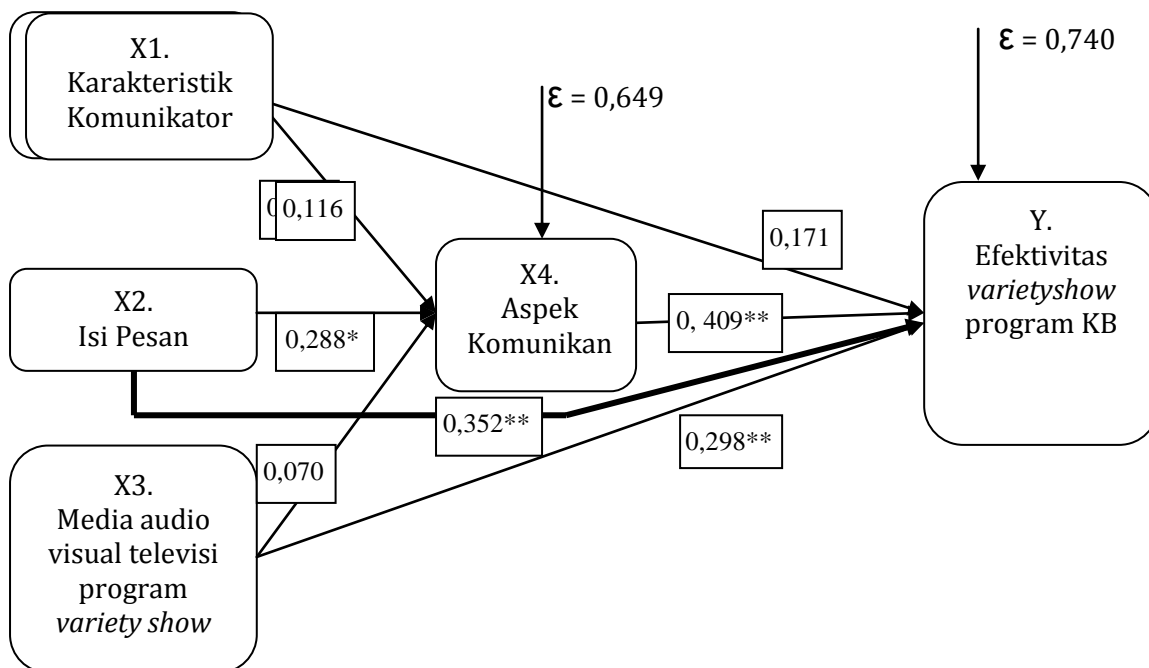 X1.
Karakteristik
Komunikator
ε = 0,649
ε = 0,740
0,116
0,171
X2.
Isi Pesan
0,288*
X4.
Aspek
Komunikan
0, 409**
Y.
Efektivitas
varietyshow
program KB
0,352**
0,298**
0,070
X3.
Media audio
visual televisi
program
variety show